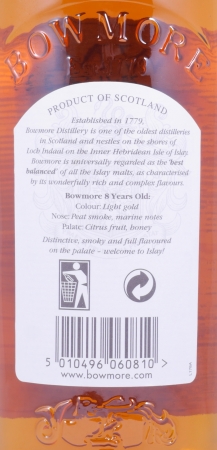 BOWMORE
PRODUCT OF SCOTLAND
Established in 1779,
Bowmore Distillery is one of the oldest distilleries
in Scotland and nestles on the shores of
Loch Indaal on the Inner Hebridean Isle of Islay.
Bowmore is universally regarded as the 'best
balanced' of all the Islay malts, as characterised
by its wonderfully rich and complex flavours.
Bowmore 8 Years Old:
Colour: Light gold
Nose: Peat smoke, marine notes
Palate: Citrus fruit, honey
Distinctive, smoky and full flavoured
on the palate – welcome to Islay!
5 010496 060810 >
www.bowmore.com